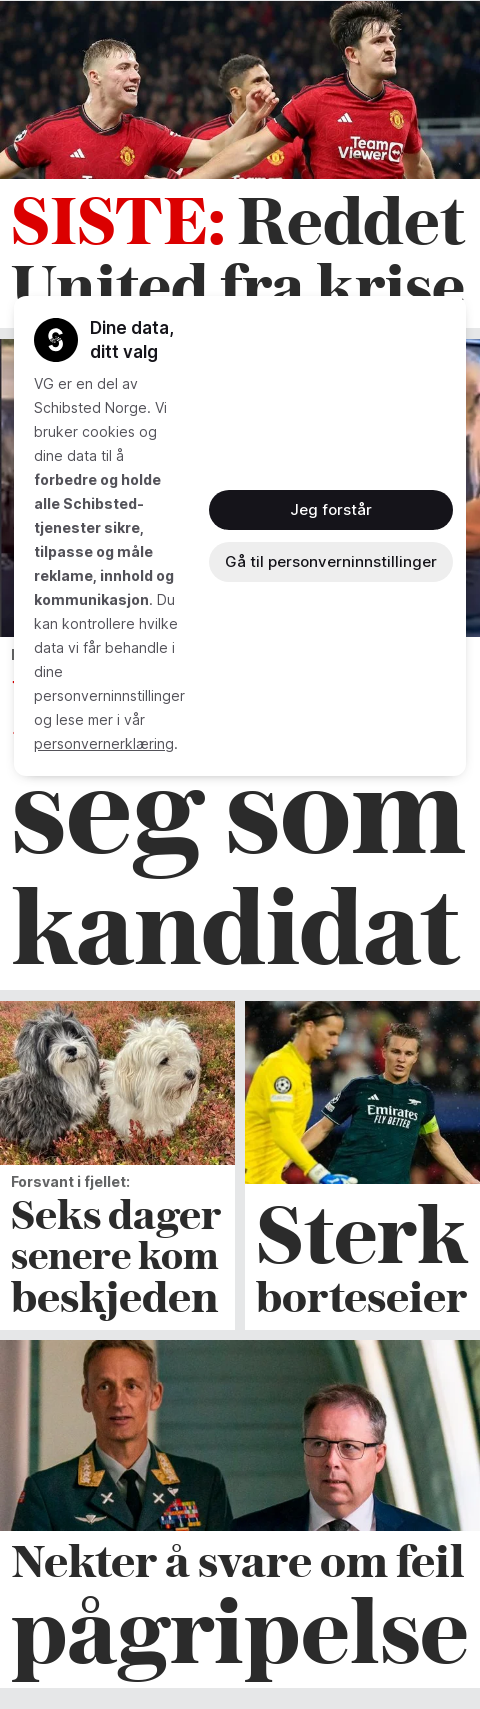 Team
Viewer
SISTE: Reddet
United fra krise
Dine data,
ditt valg
VG er en del av
Schibsted Norge. Vi
bruker cookies og
dine data til å
forbedre og holde
alle Schibsted-
tjenester sikre,
tilpasse og måle
reklame, innhold og
kommunikasjon. Du
kan kontrollere hvilke
data vi får behandle i
dine
personverninnstillinger
og lese mer i vår
personvernerklæring.
Jeg forstår
Gå til personverninnstillinger
seg som
kandidat
Forsvant i fjellet:
Seks dager
senere kom
beskjeden
Emirates
FLY BETTER
Sterk
borteseier
Nekter å svare om feil
pågripelse